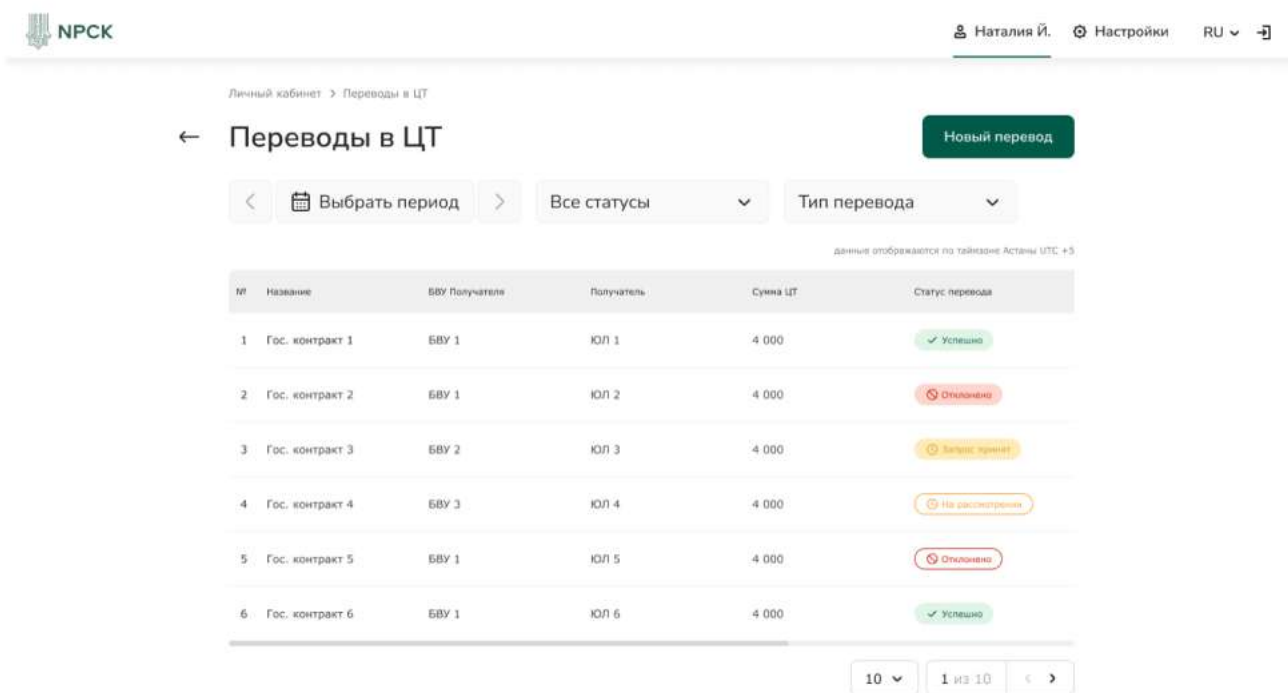 NPCK
Наталия Й. Настройки RU
Личный кабинет > Переводы в ЦТ
← Переводы в ЦТ Новый перевод
< Выбрать период > Все статусы Тип перевода
данные отображаются по таймзоне Астаны UTC +5
№ Название БВУ Получателя Получатель Сумма ЦТ Статус перевода
1 Гос. контракт 1 БВУ 1 ЮЛ 1 4 000 ✓ Успешно
2 Гос. контракт 2 БВУ 1 ЮЛ 2 4 000 Отклонено
3 Гос. контракт 3 БВУ 2 ЮЛ 3 4 000 Запрос принят
4 Гос. контракт 4 БВУ 3 ЮЛ 4 4 000 На рассмотрении
5 Гос. контракт 5 БВУ 1 ЮЛ 5 4 000 Отклонено
6 Гос. контракт 6 БВУ 1 ЮЛ 6 4 000 ✓ Успешно
10 1 из 10 < >